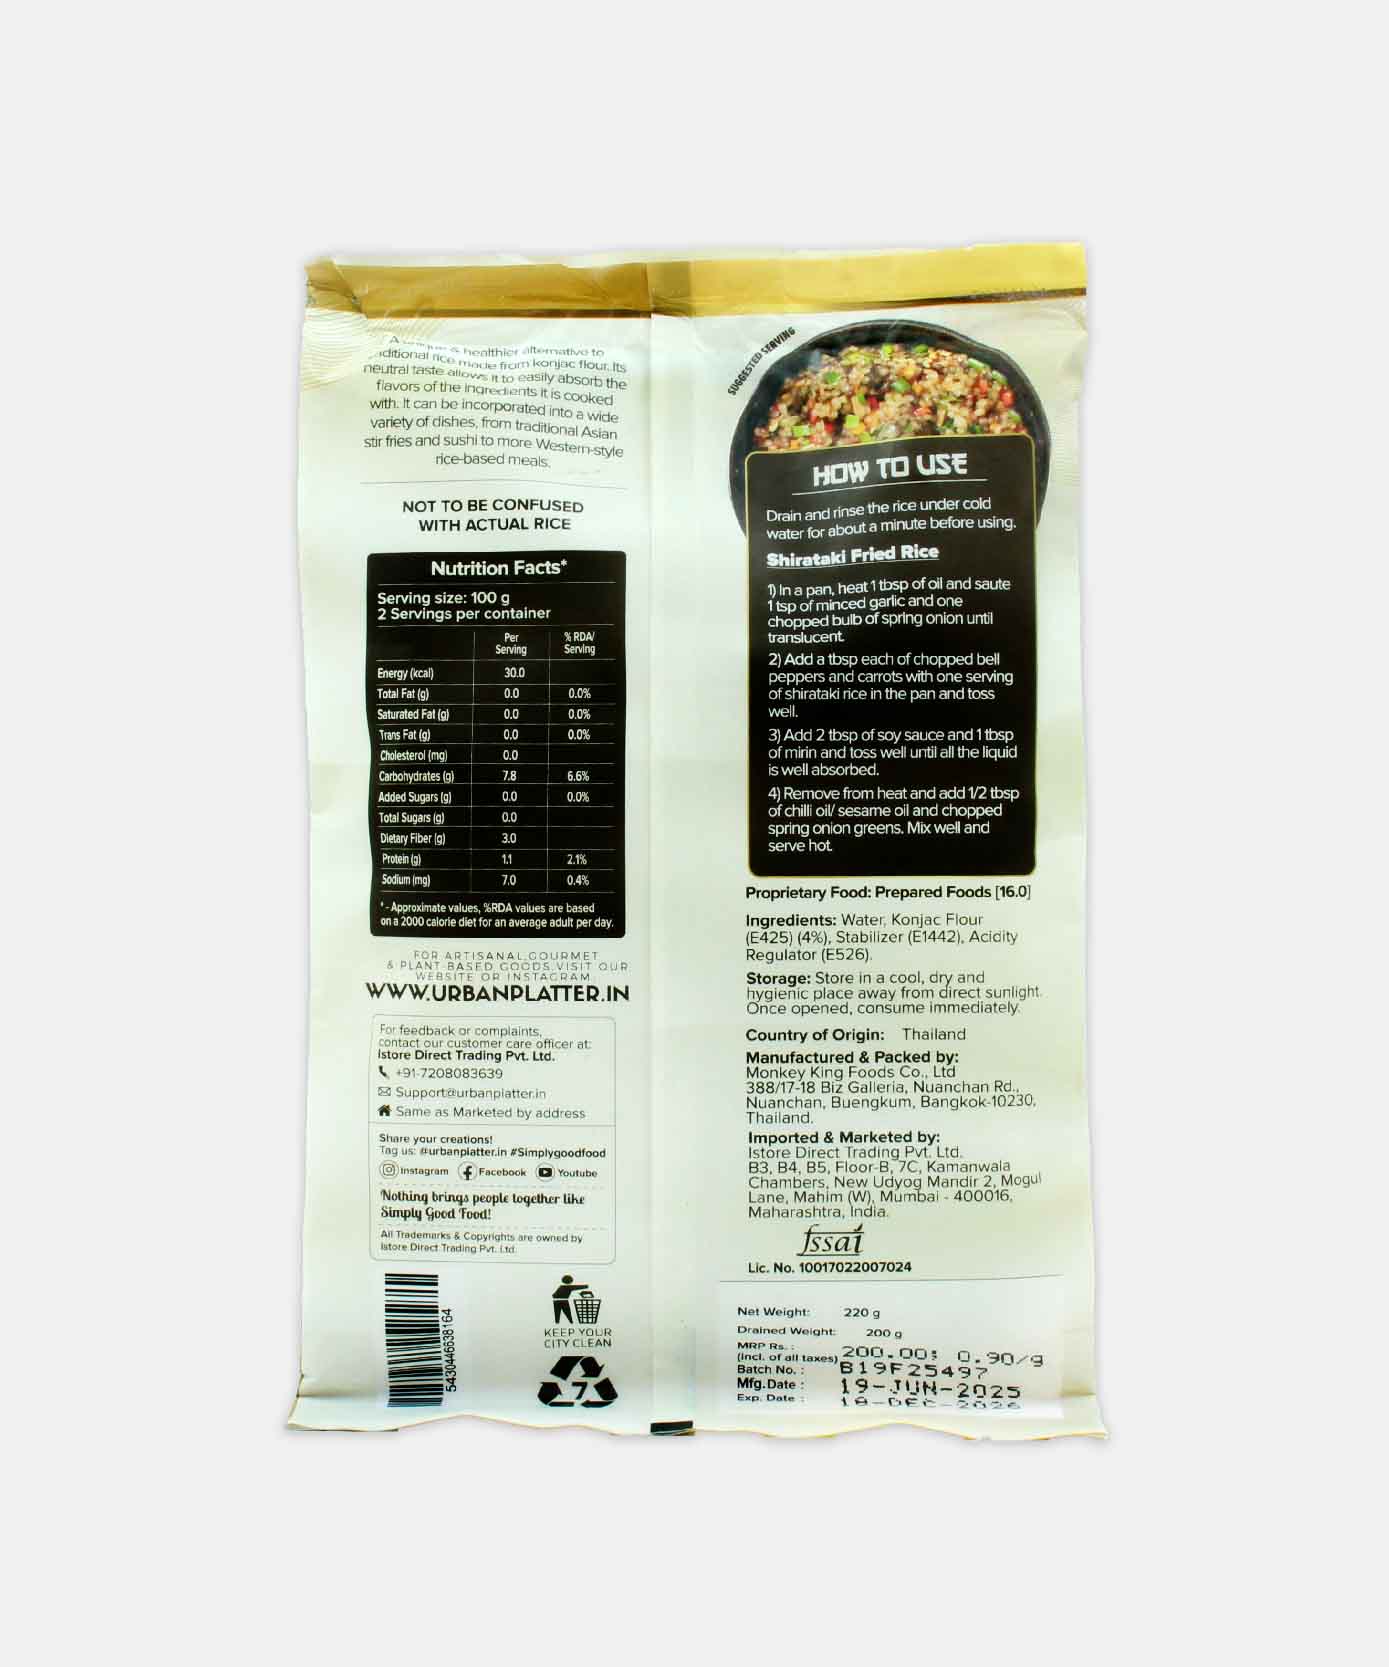 A unique & healthier alternative to
traditional rice made from konjac flour. Its
neutral taste allows it to easily absorb the
flavors of the ingredients it is cooked
with. It can be incorporated into a wide
variety of dishes, from traditional Asian
stir fries and sushi to more Western-style
rice-based meals.
NOT TO BE CONFUSED
WITH ACTUAL RICE
Nutrition Facts*
Serving size: 100 g
2 Servings per container
Per Serving % RDA/ Serving
Energy (kcal) 30.0
Total Fat (g) 0.0 0.0%
Saturated Fat (g) 0.0 0.0%
Trans Fat (g) 0.0 0.0%
Cholesterol (mg) 0.0
Carbohydrates (g) 7.8 6.6%
Added Sugars (g) 0.0 0.0%
Total Sugars (g) 0.0
Dietary Fiber (g) 3.0
Protein (g) 1.1 2.1%
Sodium (mg) 7.0 0.4%
* - Approximate values, %RDA values are based
on a 2000 calorie diet for an average adult per day.
FOR ARTISANAL, GOURMET
& PLANT-BASED GOODS, VISIT OUR
WEBSITE OR INSTAGRAM.
WWW.URBANPLATTER.IN
For feedback or complaints,
contact our customer care officer at:
Istore Direct Trading Pvt. Ltd.
+91-7208083639
Support@urbanplatter.in
Same as Marketed by address
Share your creations!
Tag us: @urbanplatter.in #Simplygoodfood
Instagram Facebook Youtube
Nothing brings people together like
Simply Good Food!
All Trademarks & Copyrights are owned by
Istore Direct Trading Pvt. Ltd.
5430446638164
KEEP YOUR
CITY CLEAN
7
SUGGESTED SERVING
HOW TO USE
Drain and rinse the rice under cold
water for about a minute before using.
Shirataki Fried Rice
1) In a pan, heat 1 tbsp of oil and saute
1 tsp of minced garlic and one
chopped bulb of spring onion until
translucent.
2) Add a tbsp each of chopped bell
peppers and carrots with one serving
of shirataki rice in the pan and toss
well.
3) Add 2 tbsp of soy sauce and 1 tbsp
of mirin and toss well until all the liquid
is well absorbed.
4) Remove from heat and add 1/2 tbsp
of chilli oil/ sesame oil and chopped
spring onion greens. Mix well and
serve hot.
Proprietary Food: Prepared Foods [16.0]
Ingredients: Water, Konjac Flour
(E425) (4%), Stabilizer (E1442), Acidity
Regulator (E526).
Storage: Store in a cool, dry and
hygienic place away from direct sunlight.
Once opened, consume immediately.
Country of Origin: Thailand
Manufactured & Packed by:
Monkey King Foods Co., Ltd
388/17-18 Biz Galleria, Nuanchan Rd.,
Nuanchan, Buengkum, Bangkok-10230,
Thailand.
Imported & Marketed by:
Istore Direct Trading Pvt. Ltd.
B3, B4, B5, Floor-B, 7C, Kamanwala
Chambers, New Udyog Mandir 2, Mogul
Lane, Mahim (W), Mumbai - 400016,
Maharashtra, India.
fssai
Lic. No. 10017022007024
Net Weight: 220 g
Drained Weight: 200 g
MRP Rs. :
(Incl. of all taxes) 200.00; 0.90/g
Batch No. : B19F25497
Mfg.Date : 19-JUN-2025
Exp. Date : 18-DEC-2026